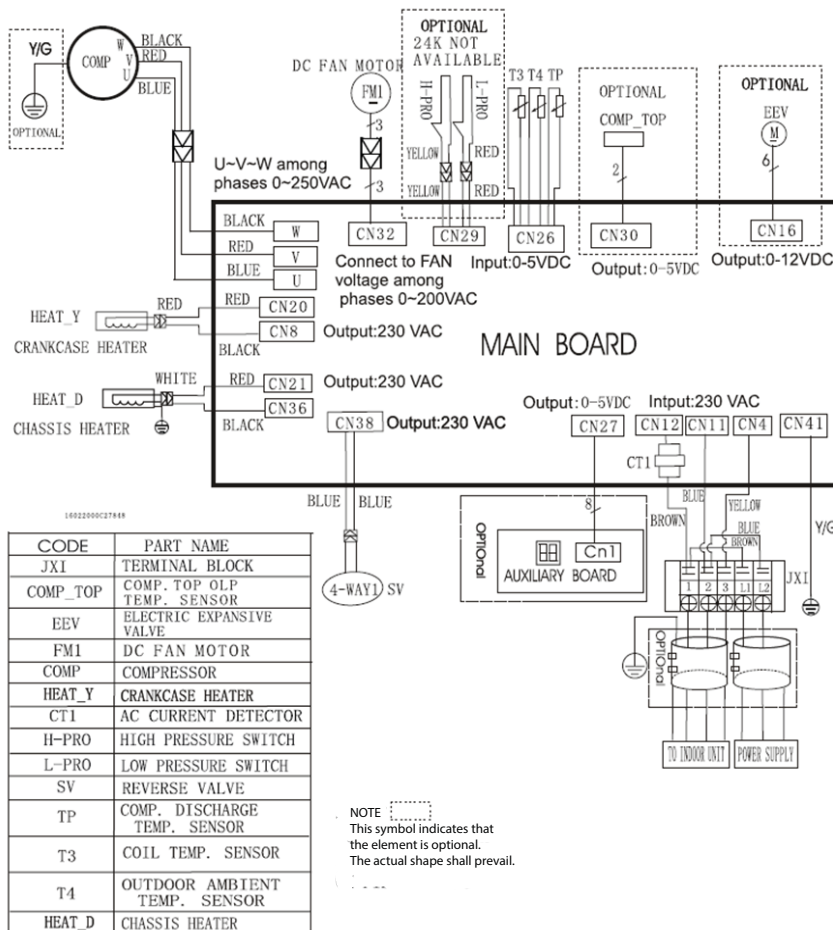 Y/G
COMP
W
V
U
BLACK
RED
BLUE
OPTIONAL
DC FAN MOTOR
FM1
3
3
OPTIONAL
24K NOT
AVAILABLE
H-PRO
L-PRO
YELLOW
RED
YELLOW
RED
T3 T4 TP
OPTIONAL
COMP_TOP
2
OPTIONAL
EEV
M
6
U~V~W among
phases 0~250VAC
BLACK
W
RED
V
BLUE
U
CN32
CN29
CN26
CN30
CN16
Connect to FAN
voltage among
phases 0~200VAC
Input:0-5VDC
Output:0-5VDC
Output:0-12VDC
HEAT_Y
RED
RED
CN20
CN8
Output:230 VAC
CRANKCASE HEATER
BLACK
MAIN BOARD
HEAT_D
WHITE
RED
CN21
Output:230 VAC
CN36
CHASSIS HEATER
BLACK
CN38
Output:230 VAC
Output:0-5VDC
Intput:230 VAC
CN27
CN12
CN11
CN4
CN41
CT1
BLUE BLUE
4-WAY1 SV
8
OPTIOnal
Cn1
AUXILIARY BOARD
BROWN
BLUE
YELLOW
BLUE
BROWN
Y/G
JX1
1 2 3 L1 L2
OPTIOnal
TO INDOOR UNIT
POWER SUPPLY
16022000C27848
CODE PART NAME
JX1 TERMINAL BLOCK
COMP_TOP COMP. TOP OLP
TEMP. SENSOR
EEV ELECTRIC EXPANSIVE
VALVE
FM1 DC FAN MOTOR
COMP COMPRESSOR
HEAT_Y CRANKCASE HEATER
CT1 AC CURRENT DETECTOR
H-PRO HIGH PRESSURE SWITCH
L-PRO LOW PRESSURE SWITCH
SV REVERSE VALVE
TP COMP. DISCHARGE
TEMP. SENSOR
T3 COIL TEMP. SENSOR
T4 OUTDOOR AMBIENT
TEMP. SENSOR
HEAT_D CHASSIS HEATER
NOTE
This symbol indicates that
the element is optional.
The actual shape shall prevail.